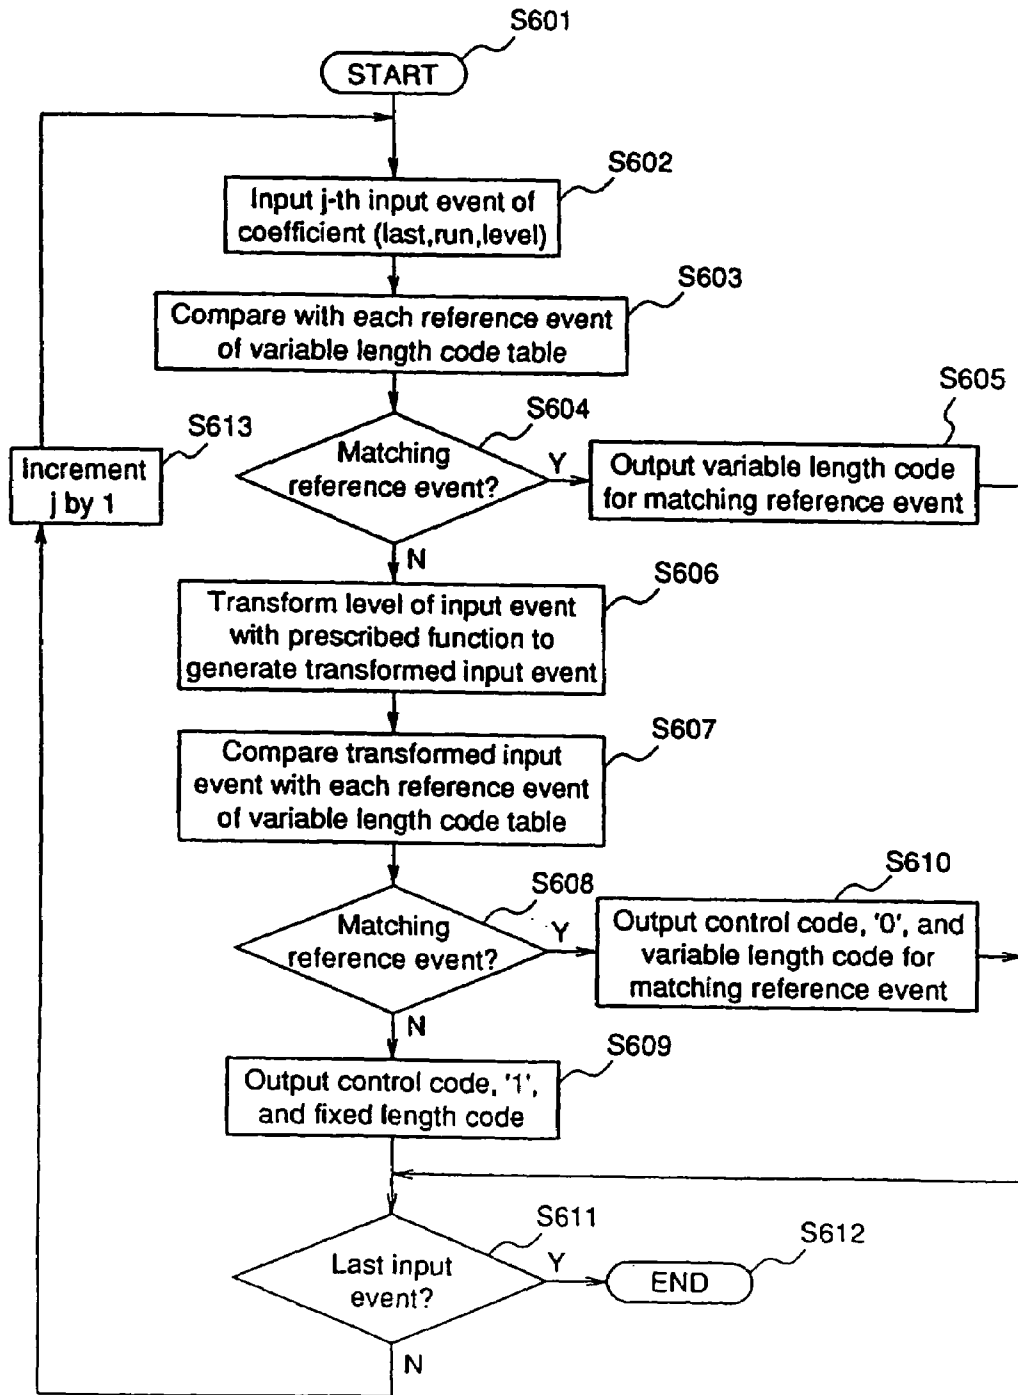 S601
START
S602
Input j-th input event of
coefficient (last,run,level)
S603
Compare with each reference event
of variable length code table
S604
Matching
reference event?
Y
N
S605
Output variable length code
for matching reference event
S613
Increment
j by 1
S606
Transform level of input event
with prescribed function to
generate transformed input event
S607
Compare transformed input
event with each reference event
of variable length code table
S608
Matching
reference event?
Y
N
S610
Output control code, '0', and
variable length code for
matching reference event
S609
Output control code, '1',
and fixed length code
S611
Last input
event?
Y
N
S612
END